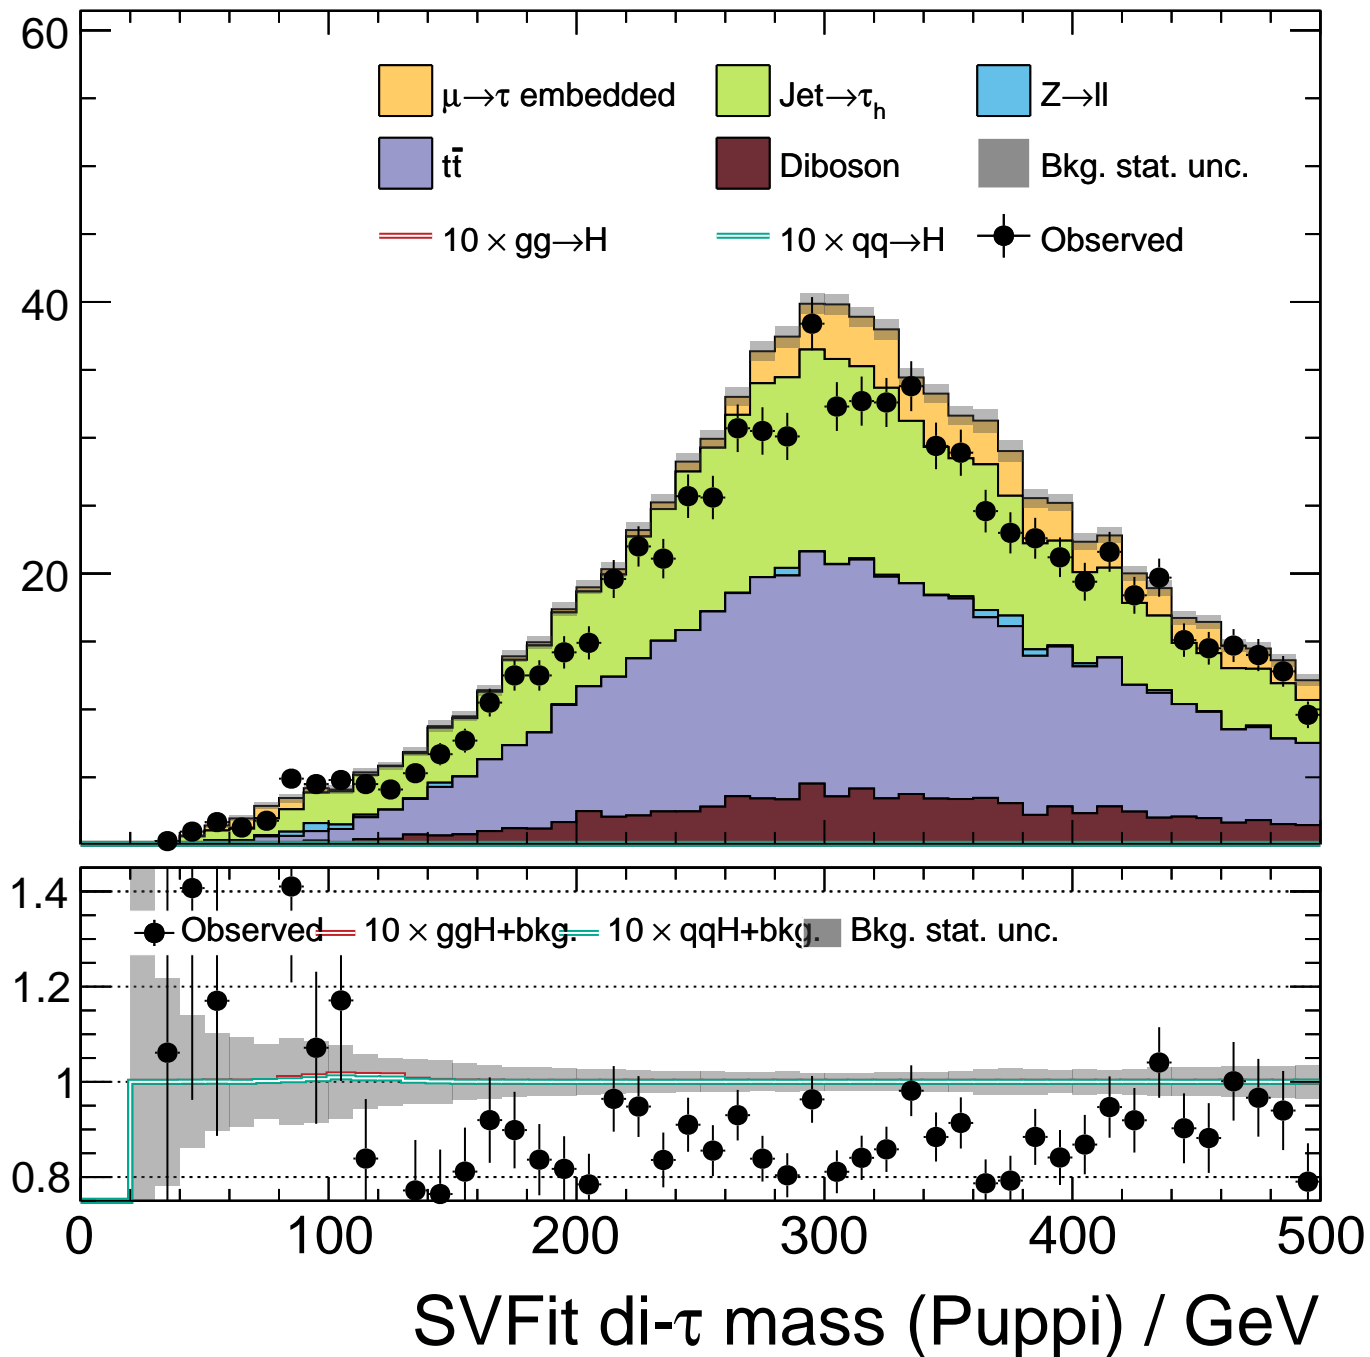 60
μ→τ embedded Jet→τh Z→ll
tt̄ Diboson Bkg. stat. unc.
10 × gg→H 10 × qq→H Observed
40
20
1.4
Observed 10 × ggH+bkg. 10 × qqH+bkg. Bkg. stat. unc.
1.2
1
0.8
0 100 200 300 400 500
SVFit di-τ mass (Puppi) / GeV